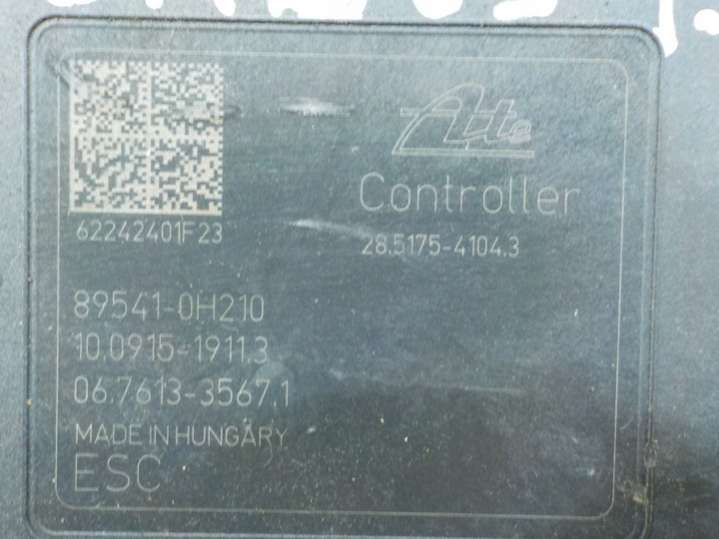 Ate
Controller
62242401F23
28.5175-4104.3
89541-0H210
10.0915-1911.3
06.7613-3567.1
MADE IN HUNGARY
ESC